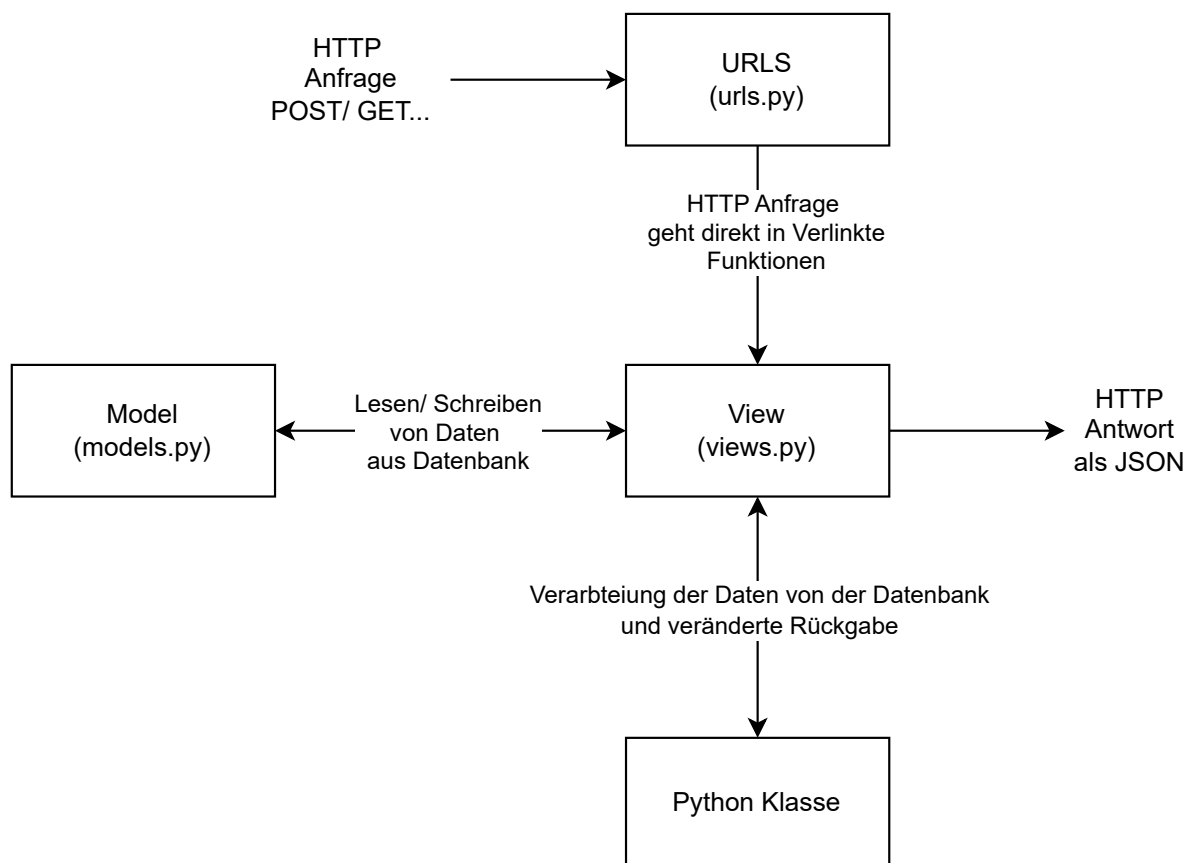 HTTP
Anfrage
POST/ GET...
URLS
(urls.py)
HTTP Anfrage
geht direkt in Verlinkte
Funktionen
Model
(models.py)
Lesen/ Schreiben
von Daten
aus Datenbank
View
(views.py)
HTTP
Antwort
als JSON
Verarbteiung der Daten von der Datenbank
und veränderte Rückgabe
Python Klasse